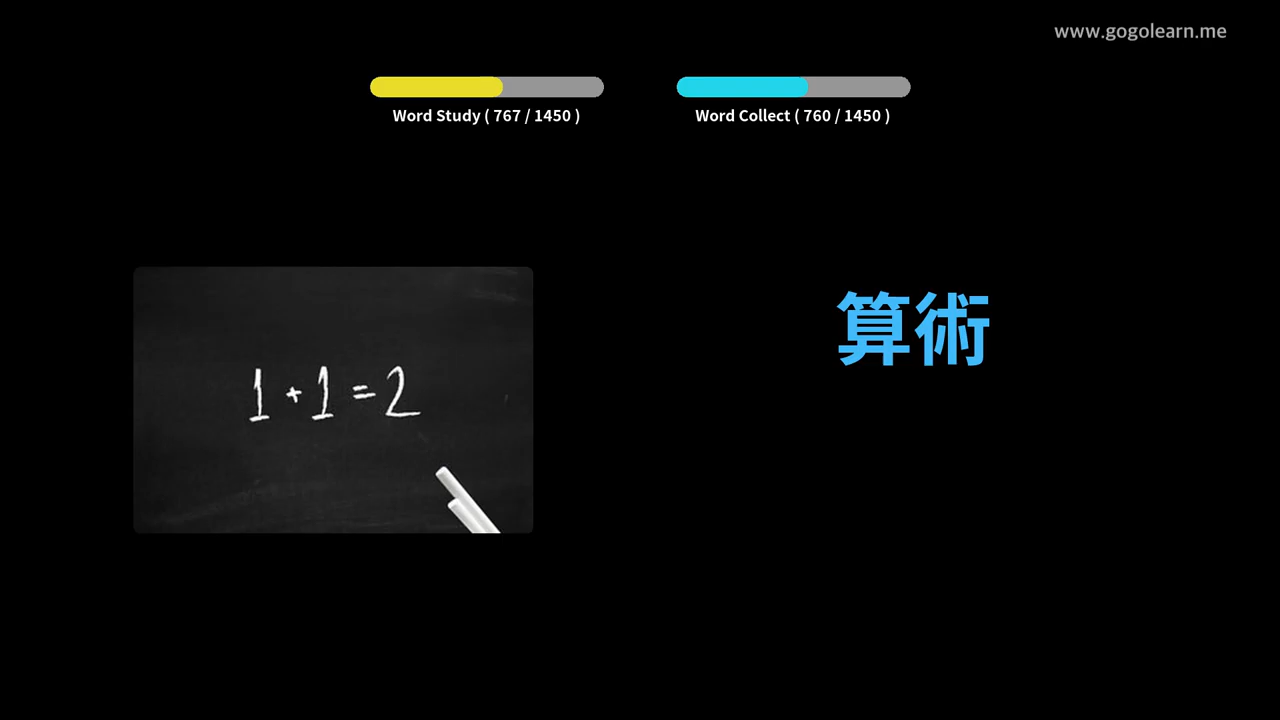 www.gogolearn.me
Word Study ( 767 / 1450 )
Word Collect ( 760 / 1450 )
算術
1 + 1 = 2